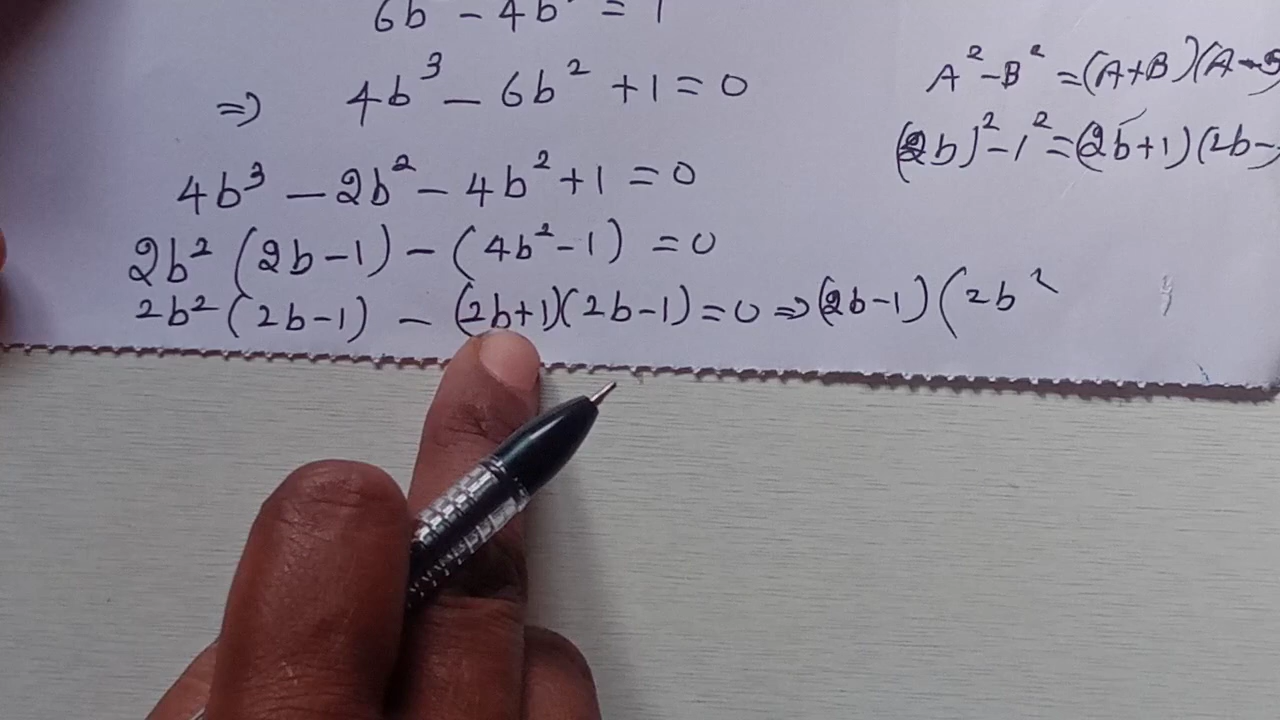 6b - 4b = 1
=> 4b³ - 6b² + 1 = 0
4b³ - 2b² - 4b² + 1 = 0
2b² (2b-1) - (4b²-1) = 0
2b² (2b-1) - (2b+1)(2b-1) = 0 => (2b-1) (2b²
A² - B² = (A+B)(A-B
(2b)² - 1² = (2b+1)(2b-